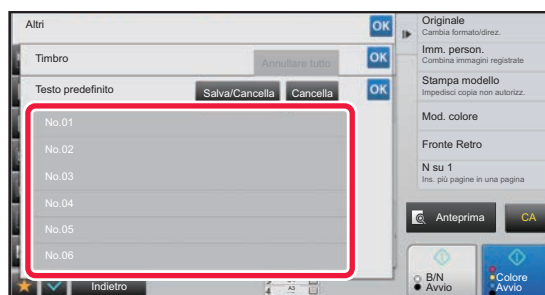 Altri
OK
Timbro
Annullare tutto
OK
Testo predefinito
Salva/Cancella
Cancella
OK
No.01
No.02
No.03
No.04
No.05
No.06
Indietro
A3
Originale
Cambia formato/direz.
Imm. person.
Combina immagini registrate
Stampa modello
Impedisci copia non autorizz.
Mod. colore
Fronte Retro
N su 1
Ins. più pagine in una pagina
Anteprima
CA
B/N
Avvio
Colore
Avvio